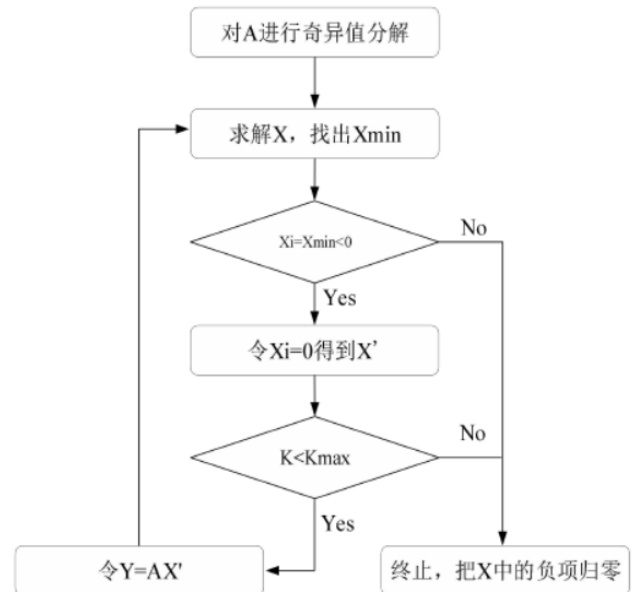 对A进行奇异值分解
求解X，找出Xmin
Xi=Xmin<0
No
Yes
令Xi=0得到X'
K<Kmax
No
Yes
令Y=AX'
终止，把X中的负项归零